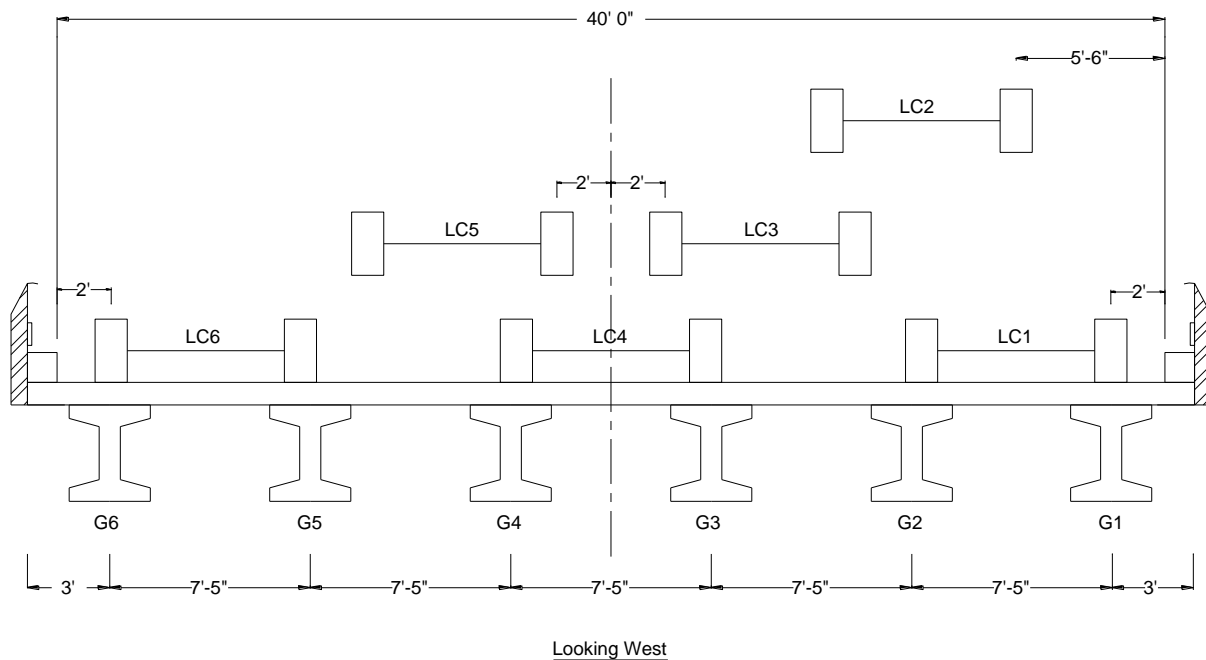 40' 0"
5'-6"
LC2
2' 2'
LC5 LC3
2' 2'
LC6 LC4 LC1
G6 G5 G4 G3 G2 G1
3' 7'-5" 7'-5" 7'-5" 7'-5" 7'-5" 3'
Looking West